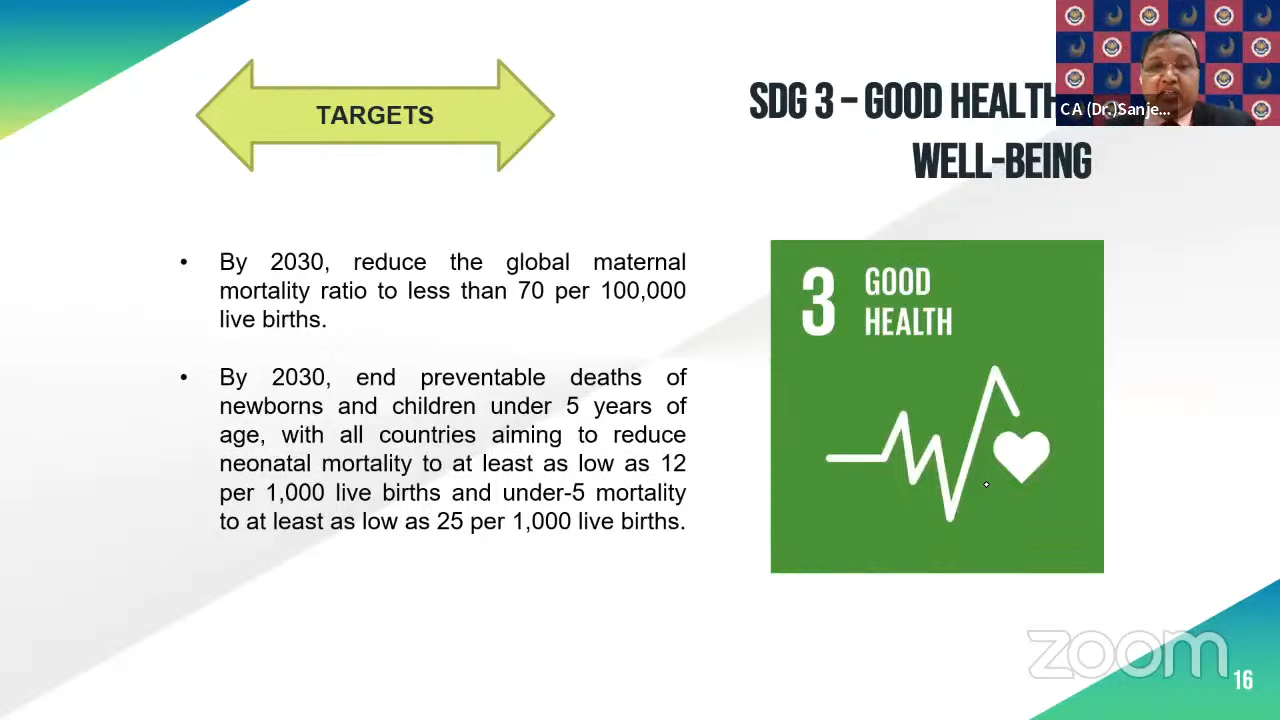 TARGETS
SDG 3 – GOOD HEALTH
WELL-BEING
CA (Dr.)Sanje...
• By 2030, reduce the global maternal
mortality ratio to less than 70 per 100,000
live births.
• By 2030, end preventable deaths of
newborns and children under 5 years of
age, with all countries aiming to reduce
neonatal mortality to at least as low as 12
per 1,000 live births and under-5 mortality
to at least as low as 25 per 1,000 live births.
3 GOOD
HEALTH
zoom
16